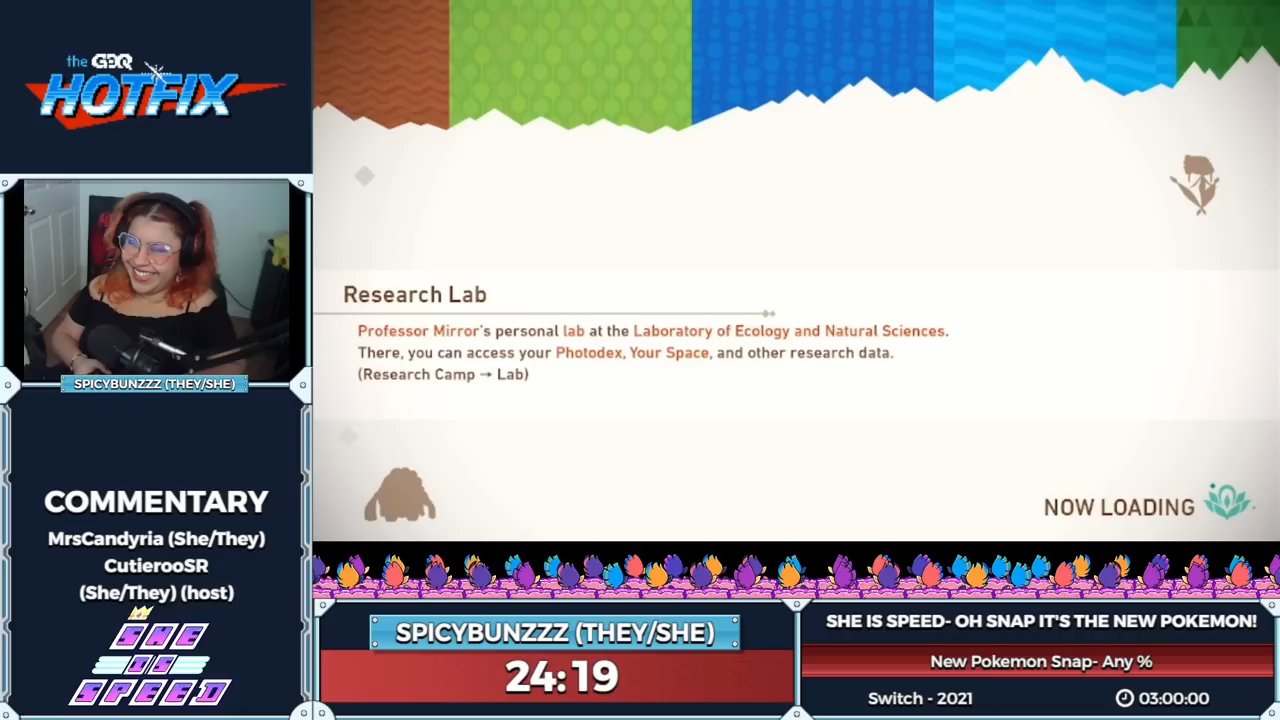 the GDQ
HOTFIX
SPICYBUNZZZ (THEY/SHE)
COMMENTARY
MrsCandyria (She/They)
CutierooSR
(She/They) (host)
SHE
IS
SPEED
Research Lab
Professor Mirror's personal lab at the Laboratory of Ecology and Natural Sciences.
There, you can access your Photodex, Your Space, and other research data.
(Research Camp → Lab)
NOW LOADING
SPICYBUNZZZ (THEY/SHE)
24:19
SHE IS SPEED- OH SNAP IT'S THE NEW POKEMON!
New Pokemon Snap- Any %
Switch - 2021
03:00:00